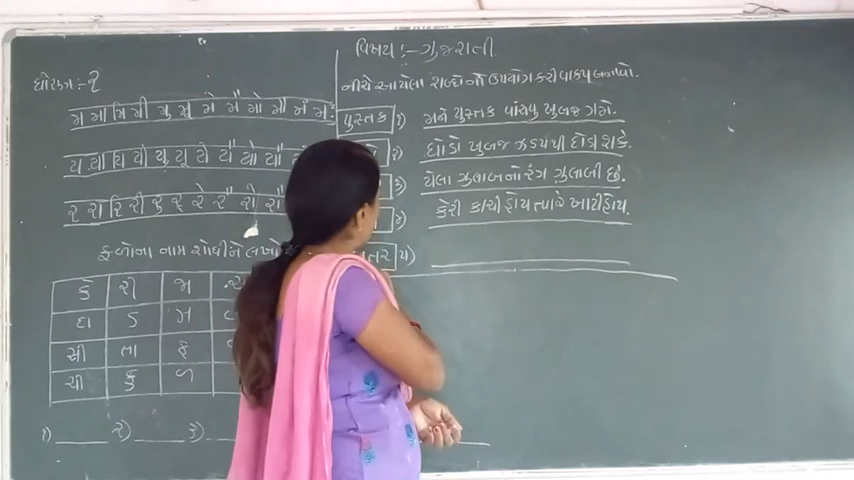 વિષય :- ગુજરાતી
ધોરણ :- ૨
નીચે આપેલા શબ્દોનો ઉપયોગ કરી વાક્ય બનાવો.
મ મા મિ મી મુ મૂ મે મૈ મો મૌ મં મઃ
ય યા યિ યી યુ યૂ યે યૈ યો યૌ
ર રા રિ રી રુ રૂ રે રૈ રો રૌ
પુસ્તક ૧) મને પુસ્તક વાંચવુ ખુબજ ગમે.
૨) ઘોડો ખુબજ ઝડપથી દોડી શકે.
૩) પેલા ગુલાબનો રંગ ગુલાબી છે.
૪) કેરી કાચી હોય ત્યારે ખાટી હોય.
૫)
ફળોના નામ શોધીને લખો
કે રી જા
દા ડ મ
સી તા ફ
ચી કુ ળ
૧) ૨) ૩)